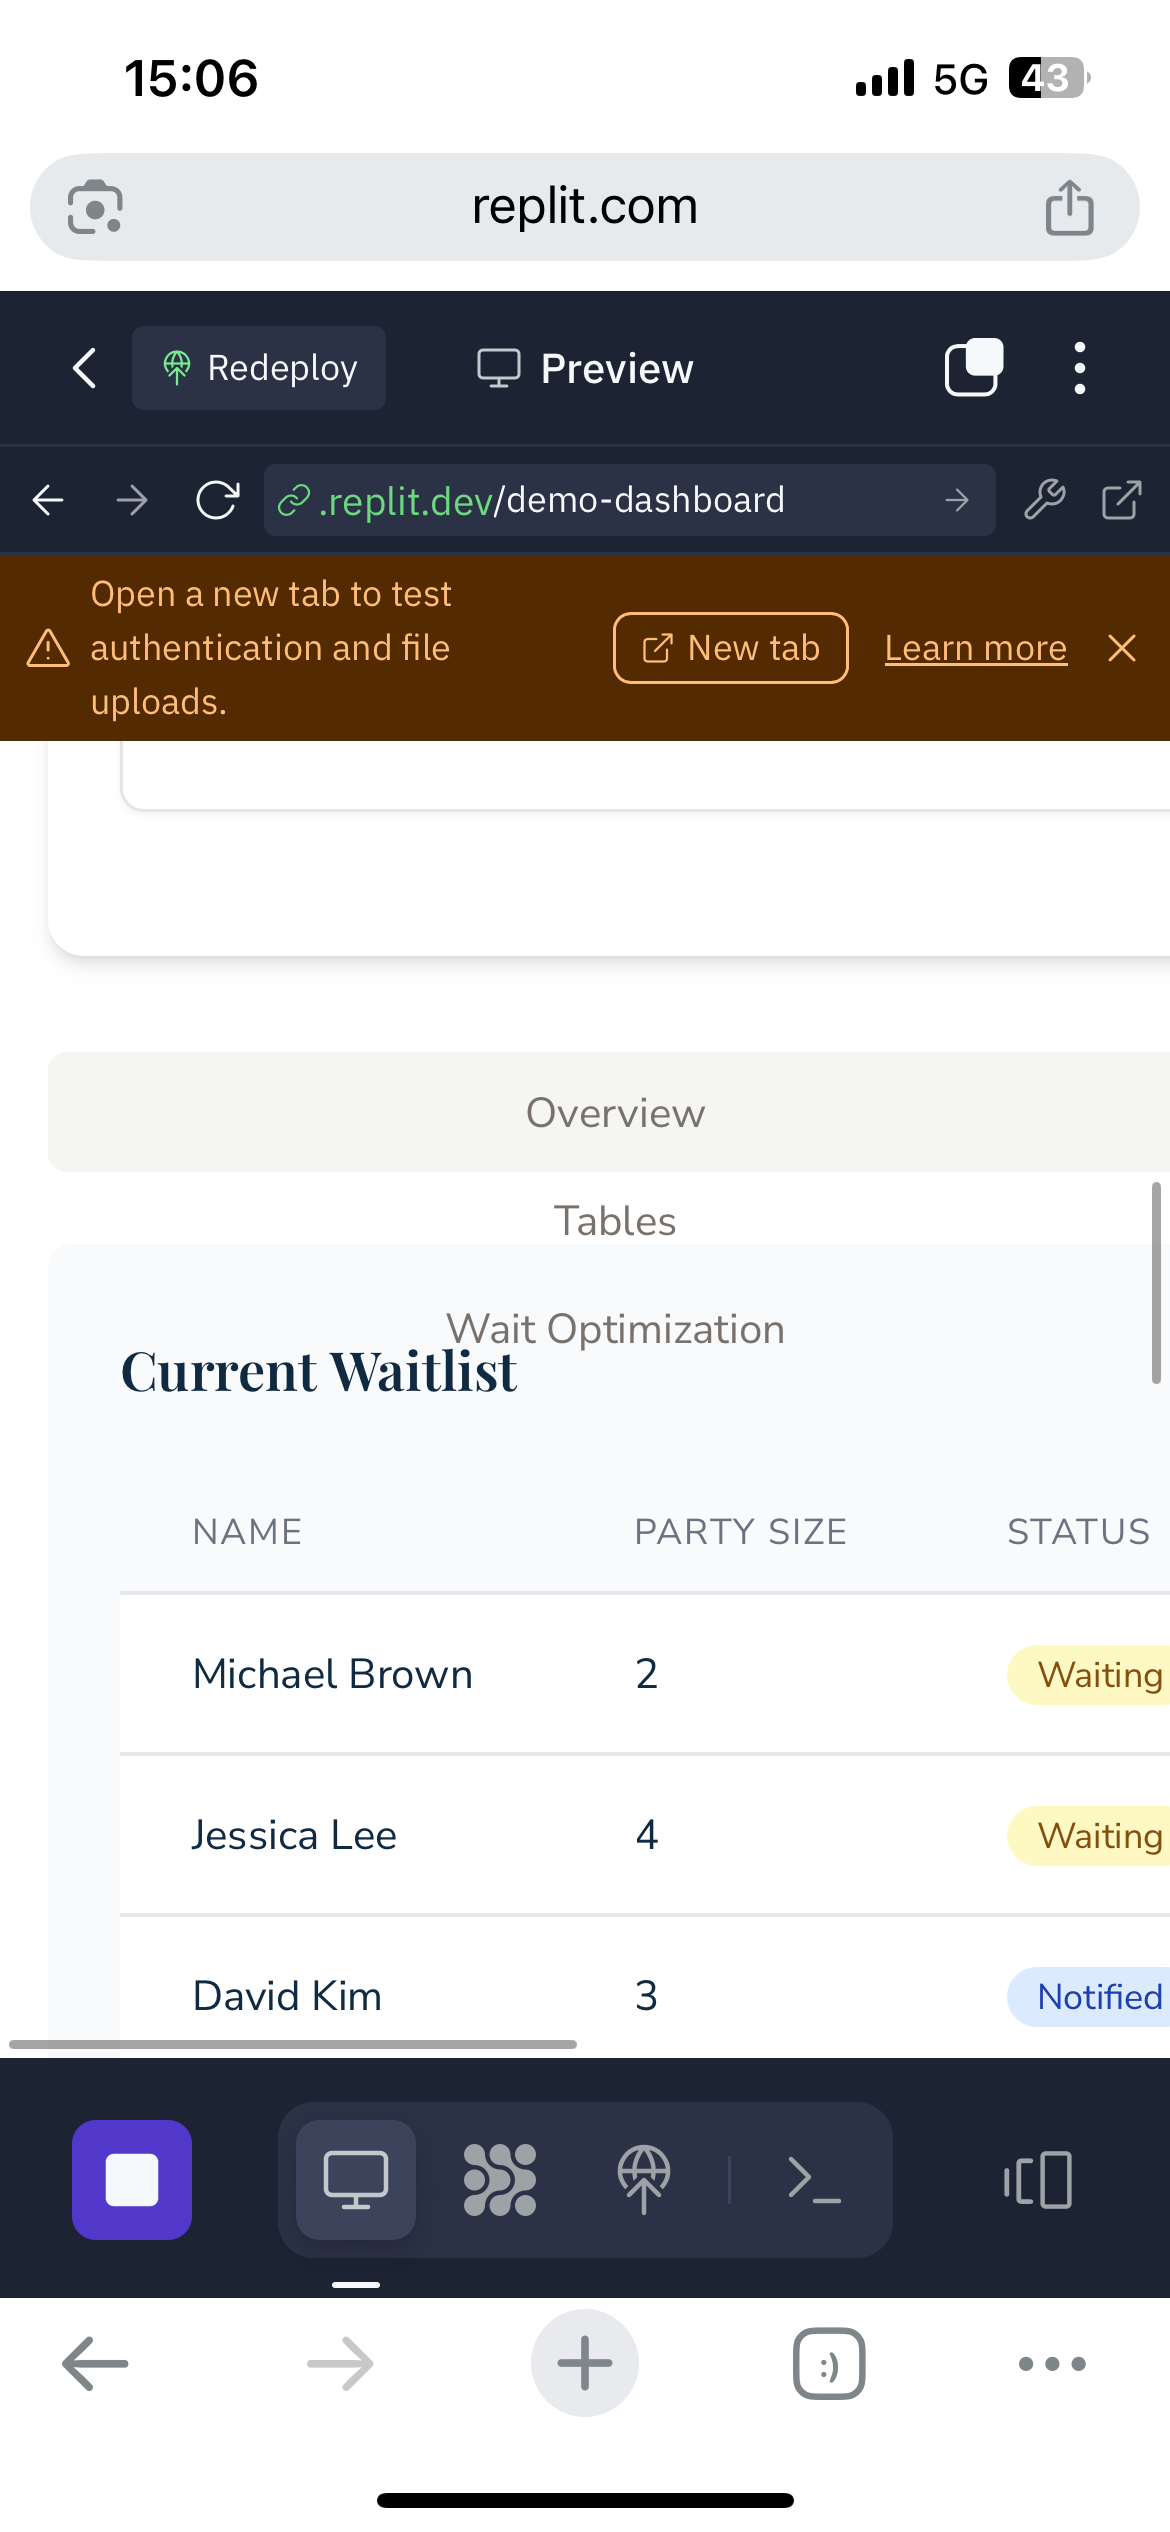 15:06
5G
43
replit.com
Redeploy
Preview
.replit.dev/demo-dashboard
Open a new tab to test
authentication and file
uploads.
New tab
Learn more
Overview
Tables
Wait Optimization
Current Waitlist
NAME PARTY SIZE STATUS
Michael Brown 2 Waiting
Jessica Lee 4 Waiting
David Kim 3 Notified
:)